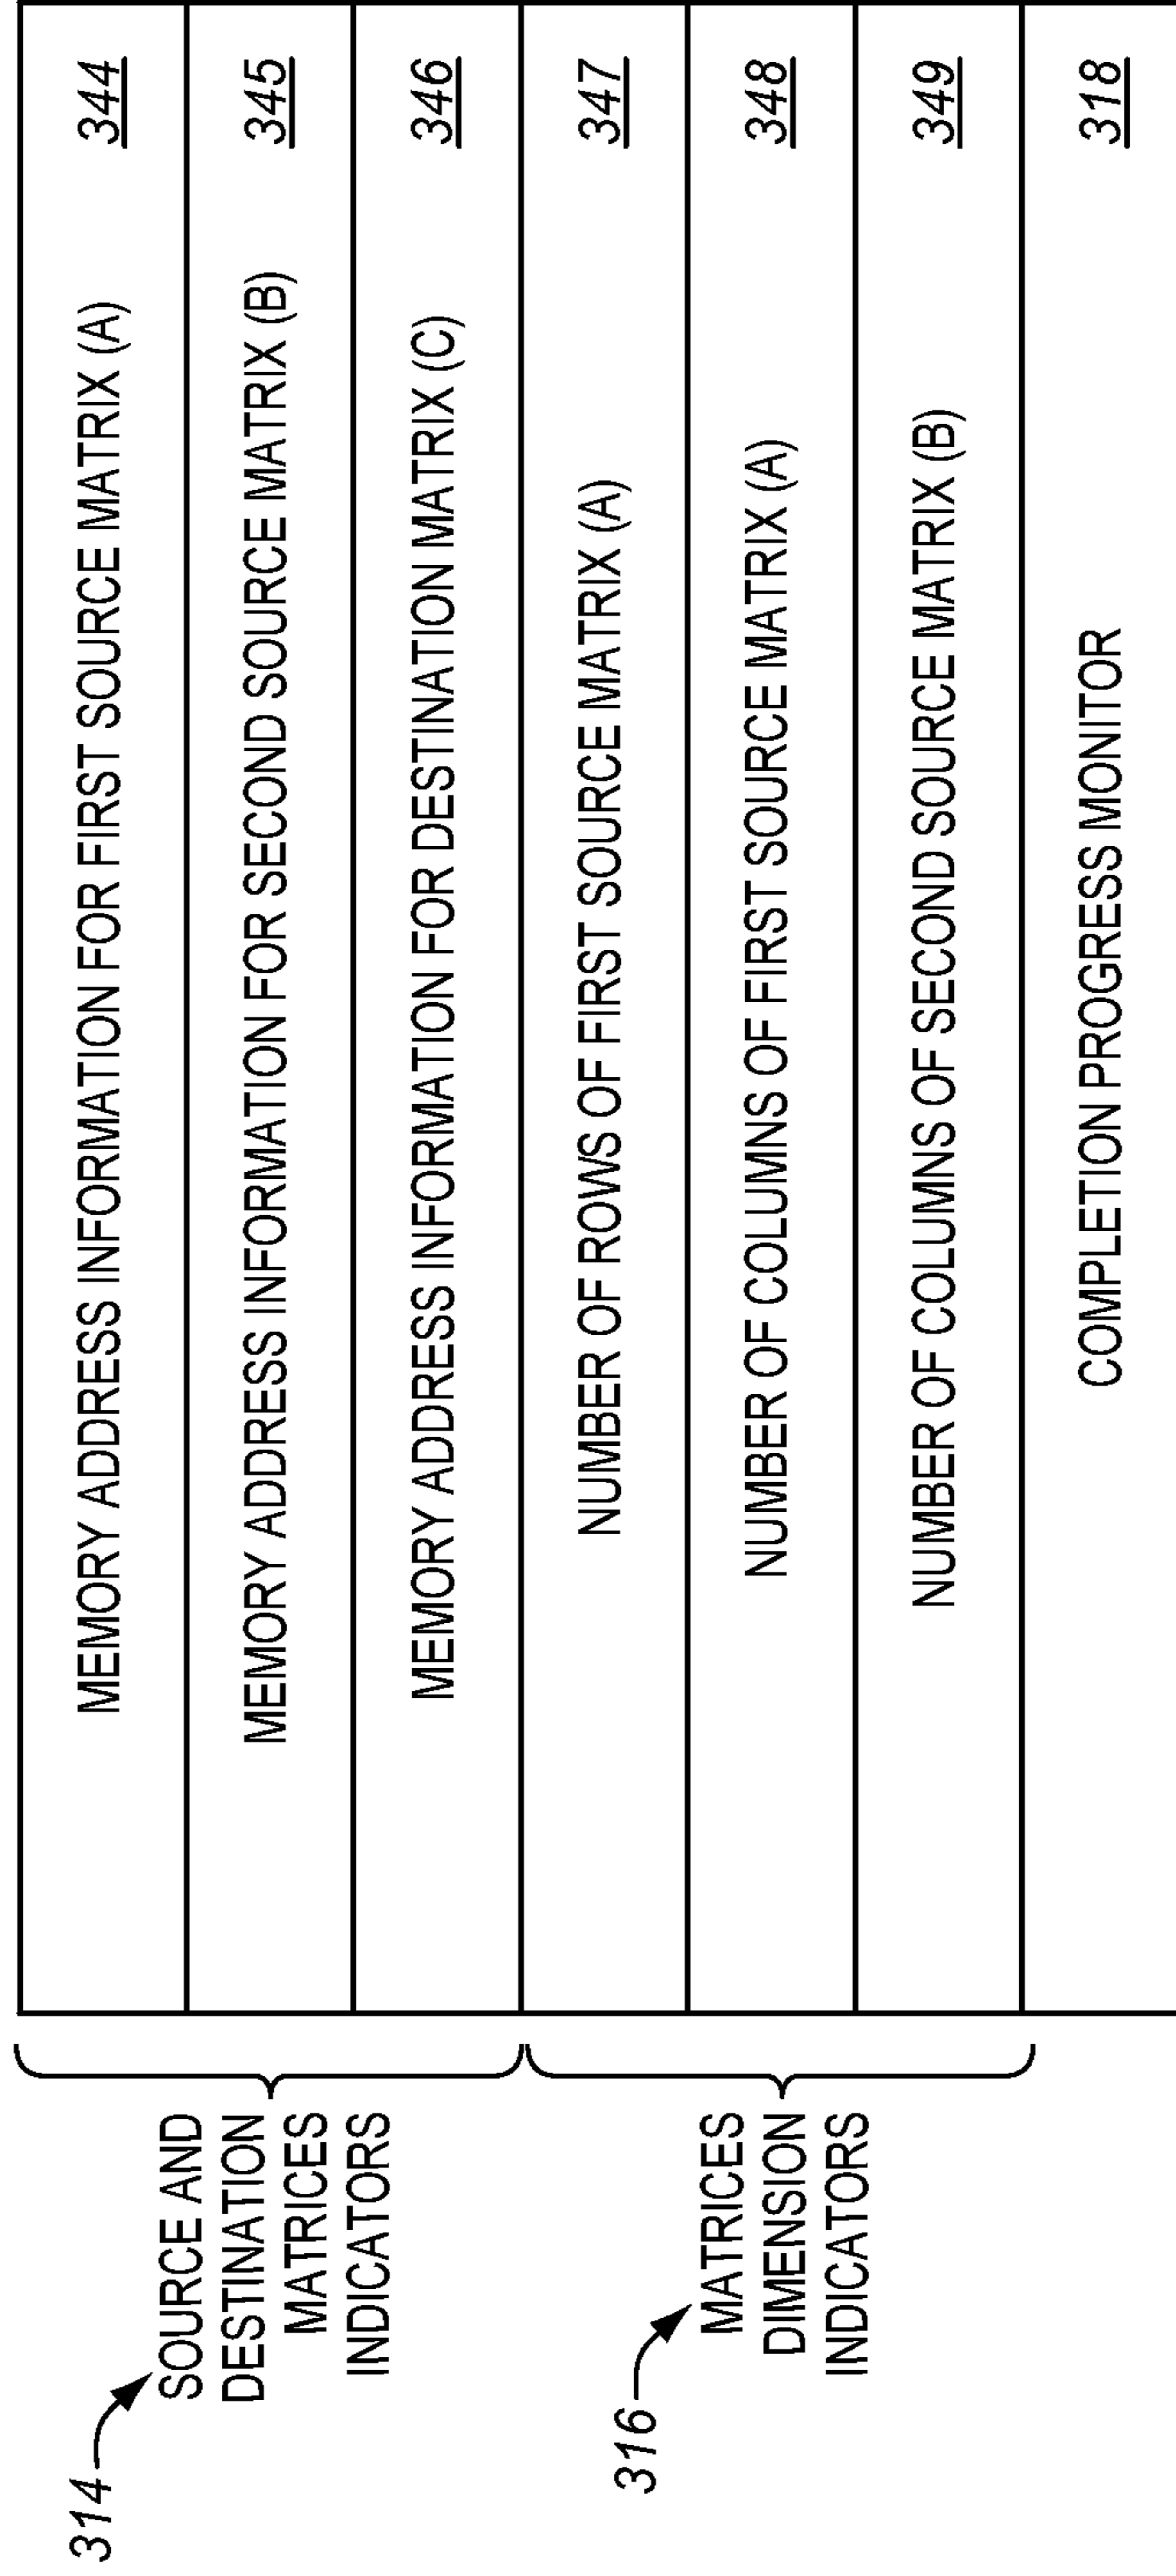 314
SOURCE AND
DESTINATION
MATRICES
INDICATORS
MEMORY ADDRESS INFORMATION FOR FIRST SOURCE MATRIX (A) 344
MEMORY ADDRESS INFORMATION FOR SECOND SOURCE MATRIX (B) 345
MEMORY ADDRESS INFORMATION FOR DESTINATION MATRIX (C) 346
316
MATRICES
DIMENSION
INDICATORS
NUMBER OF ROWS OF FIRST SOURCE MATRIX (A) 347
NUMBER OF COLUMNS OF FIRST SOURCE MATRIX (A) 348
NUMBER OF COLUMNS OF SECOND SOURCE MATRIX (B) 349
COMPLETION PROGRESS MONITOR 318